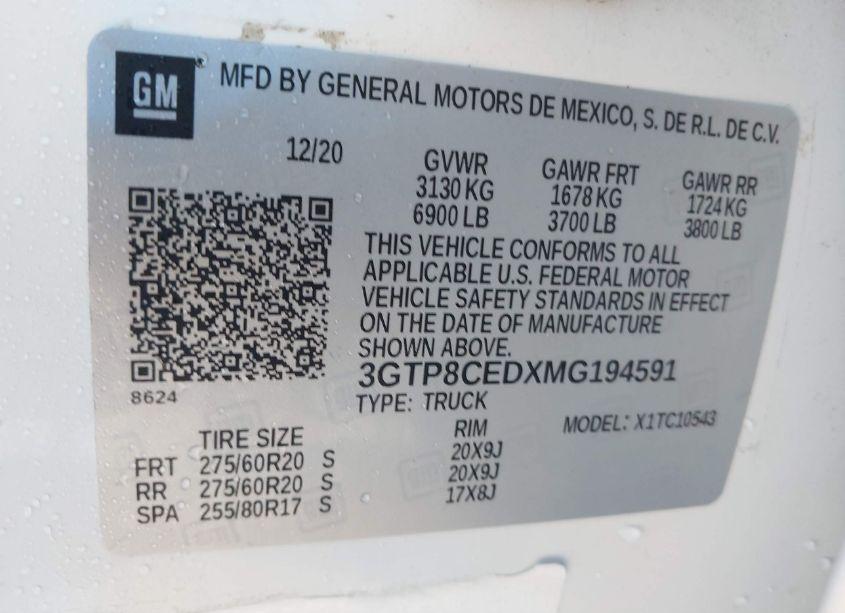 GM
MFD BY GENERAL MOTORS DE MEXICO, S. DE R.L. DE C.V.
12/20
GVWR GAWR FRT GAWR RR
3130 KG 1678 KG 1724 KG
6900 LB 3700 LB 3800 LB
THIS VEHICLE CONFORMS TO ALL
APPLICABLE U.S. FEDERAL MOTOR
VEHICLE SAFETY STANDARDS IN EFFECT
ON THE DATE OF MANUFACTURE
SHOWN ABOVE.
3GTP8CEDXMG194591
8624
TYPE: TRUCK
MODEL: X1TC10543
TIRE SIZE RIM
FRT 275/60R20 S 20X9J
RR 275/60R20 S 20X9J
SPA 255/80R17 S 17X8J